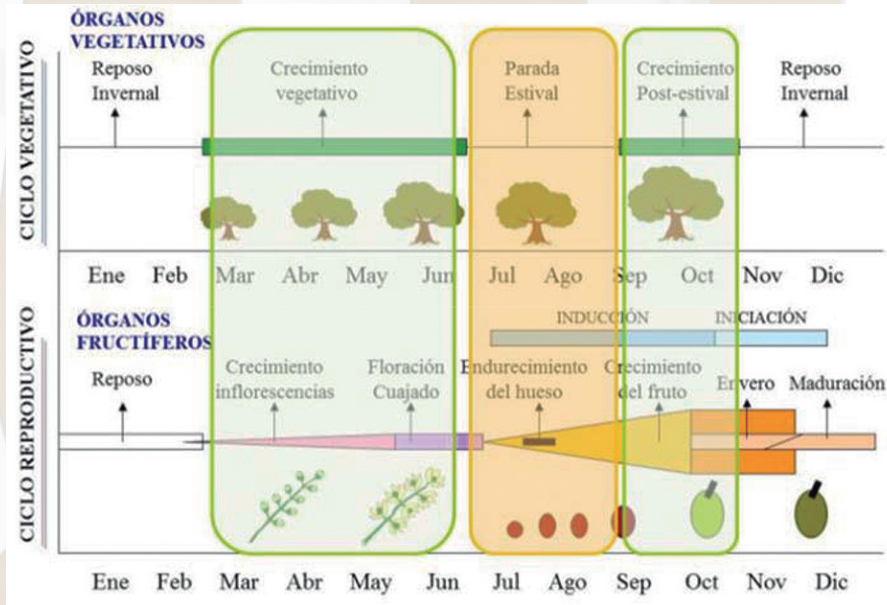 ÓRGANOS
VEGETATIVOS
CICLO VEGETATIVO
Reposo
Invernal
Crecimiento
vegetativo
Parada
Estival
Crecimiento
Post-estival
Reposo
Invernal
Ene Feb Mar Abr May Jun Jul Ago Sep Oct Nov Dic
ÓRGANOS
FRUCTÍFEROS
CICLO REPRODUCTIVO
INDUCCIÓN INICIACIÓN
Reposo
Crecimiento
inflorescencias
Floración
Cuajado
Endurecimiento
del hueso
Crecimiento
del fruto
Envero
Maduración
Ene Feb Mar Abr May Jun Jul Ago Sep Oct Nov Dic